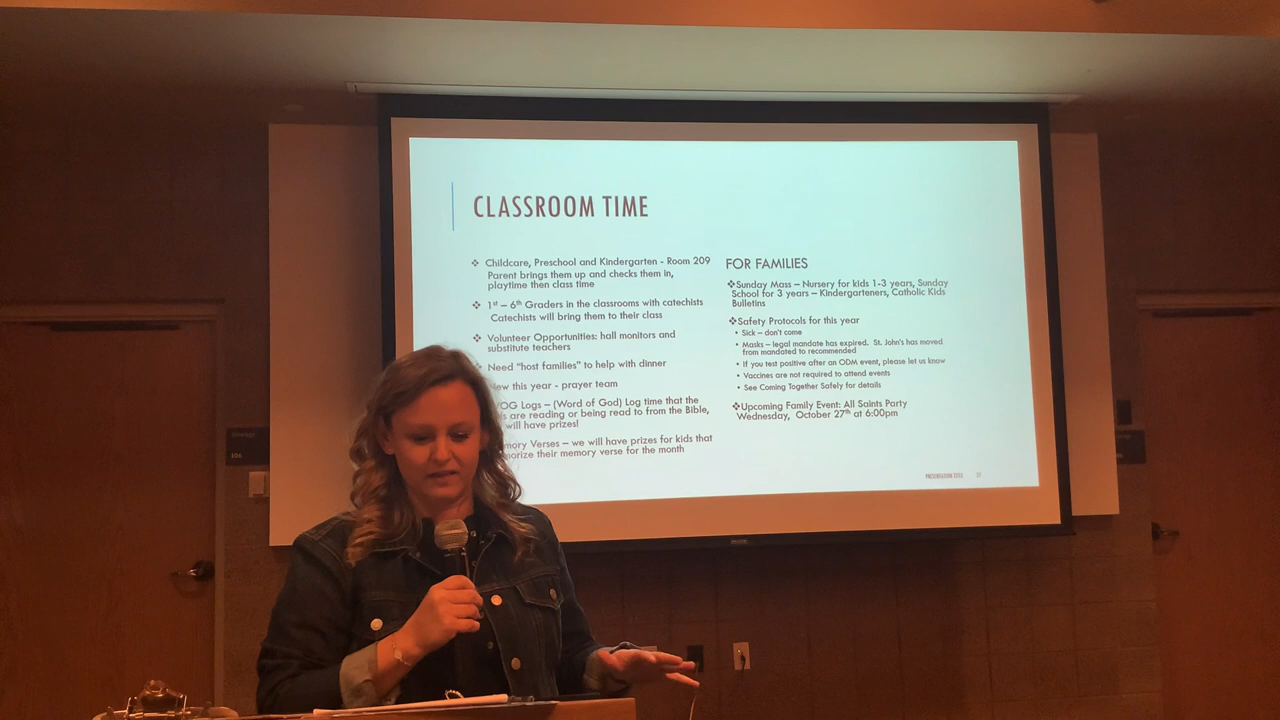 CLASSROOM TIME
❖ Childcare, Preschool and Kindergarten - Room 209
Parent brings them up and checks them in,
playtime then class time
❖ 1st – 6th Graders in the classrooms with catechists
Catechists will bring them to their class
❖ Volunteer Opportunities: hall monitors and
substitute teachers
Need "host families" to help with dinner
this year - prayer team
Logs – (Word of God) Log time that the
are reading or being read to from the Bible,
will have prizes!
Verses – we will have prizes for kids that
their memory verse for the month
FOR FAMILIES
❖Sunday Mass – Nursery for kids 1-3 years, Sunday
School for 3 years – Kindergarteners, Catholic Kids
Bulletins
❖Safety Protocols for this year
• Sick – don't come
• Masks – legal mandate has expired. St. John's has moved
from mandated to recommended
• If you test positive after an ODM event, please let us know
• Vaccines are not required to attend events
• See Coming Together Safely for details
❖Upcoming Family Event: All Saints Party
Wednesday, October 27th at 6:00pm
PRESENTATION TITLE
106